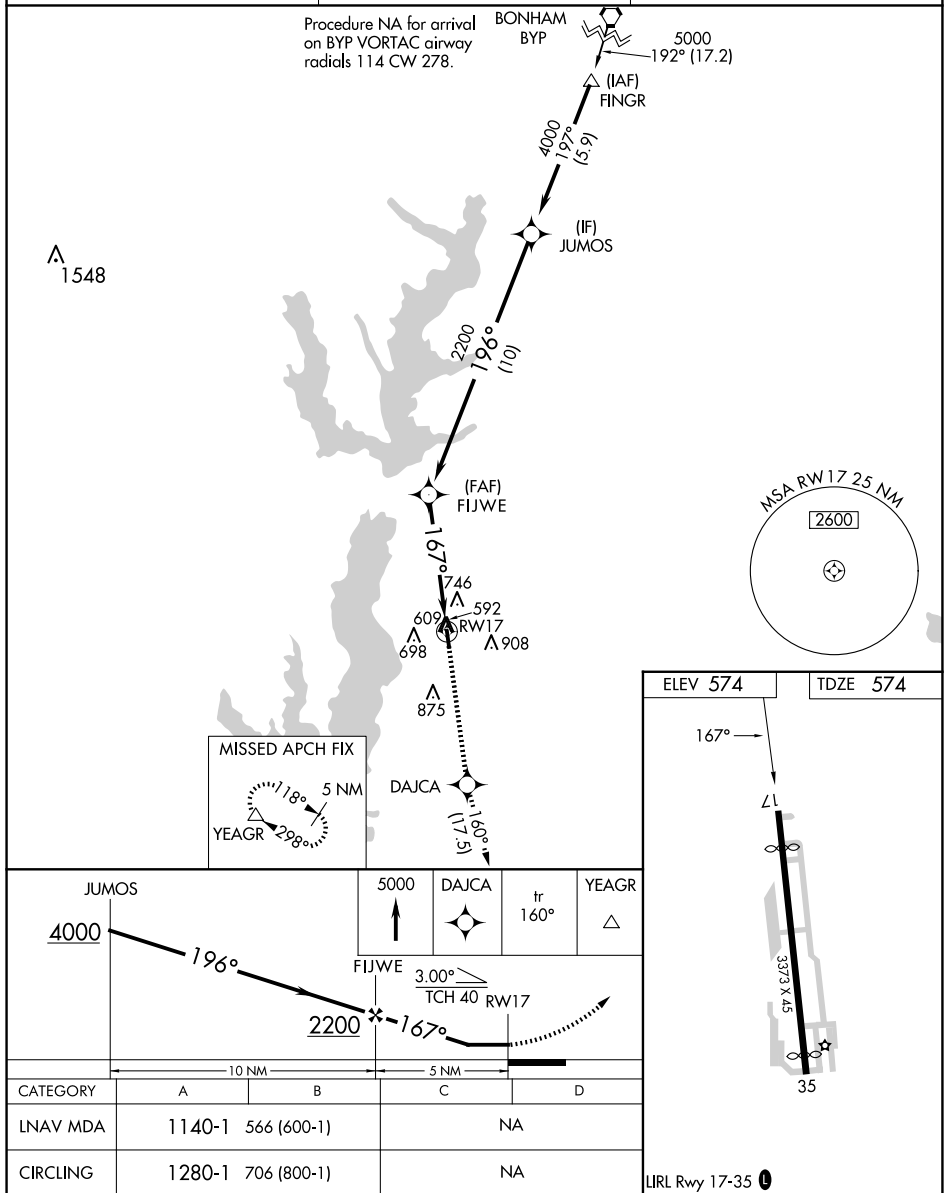 Procedure NA for arrival
on BYP VORTAC airway
radials 114 CW 278.
BONHAM
BYP
5000
192° (17.2)
(IAF)
FINGR
4000
197°
(5.9)
(IF)
JUMOS
1548
2200
196°
(10)
(FAF)
FIJWE
MSA RW17 25 NM
2600
167°
746
592
609
RW17
698
908
875
MISSED APCH FIX
118°
5 NM
YEAGR
298°
DAJCA
160°
(17.5)
ELEV 574
TDZE 574
167°
17
3373 X 45
35
LIRL Rwy 17-35 L
JUMOS
5000
DAJCA
tr
160°
YEAGR
4000
196°
FIJWE
3.00°
TCH 40
RW17
2200
167°
10 NM
5 NM
CATEGORY A B C D
LNAV MDA 1140-1 566 (600-1) NA
CIRCLING 1280-1 706 (800-1) NA